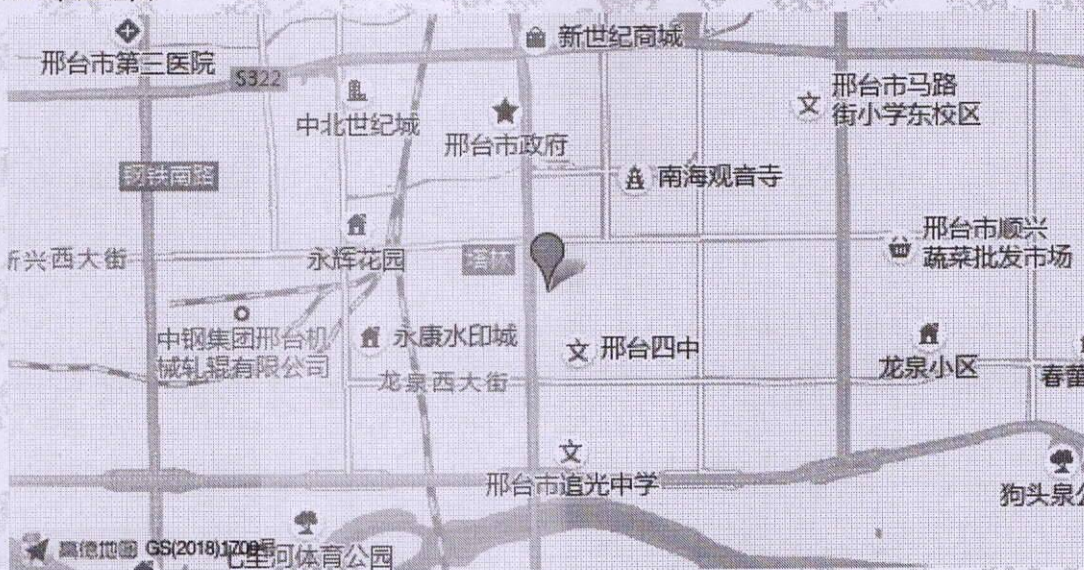 新世纪商城
邢台市第三医院
S322
邢台市马路
街小学东校区
中北世纪城
邢台市政府
钢铁南路
南海观音寺
邢台市顺兴
蔬菜批发市场
新兴西大街
永辉花园
塔林
中钢集团邢台机
械轧辊有限公司
永康水印城
邢台四中
龙泉小区
龙泉西大街
春蕾
邢台市追光中学
狗头泉公
高德地图 GS(2018)1709号
七里河体育公园